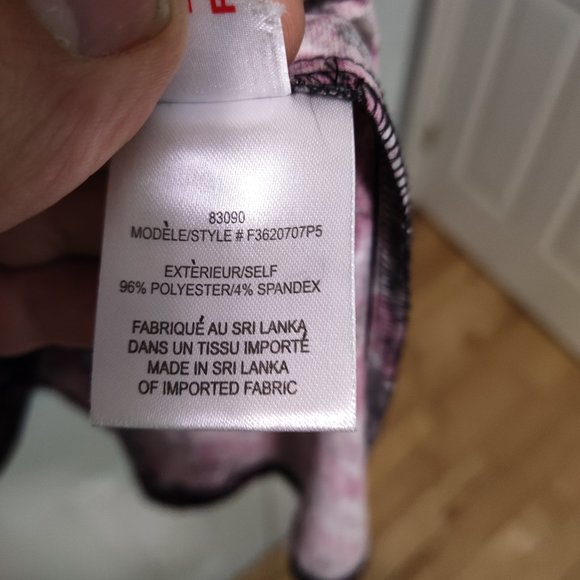 83090
MODÈLE/STYLE # F3620707P5
EXTÈRIEUR/SELF
96% POLYESTER/4% SPANDEX
FABRIQUÉ AU SRI LANKA
DANS UN TISSU IMPORTÉ
MADE IN SRI LANKA
OF IMPORTED FABRIC